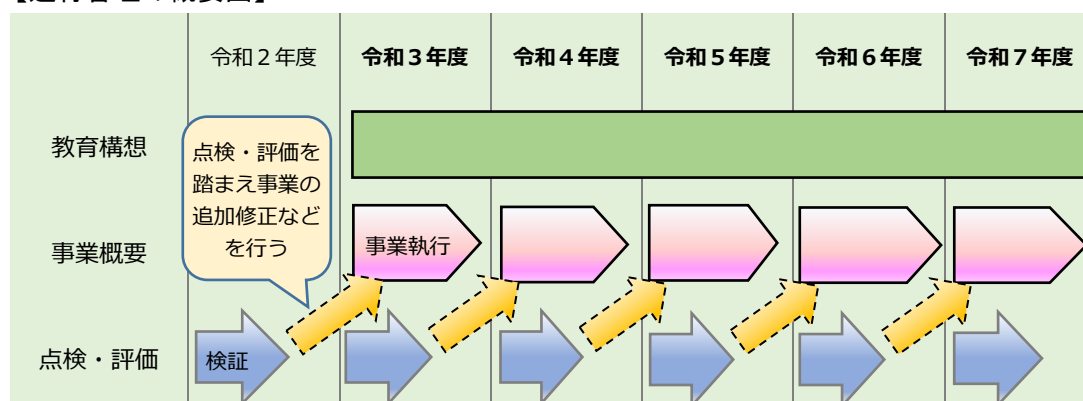 令和２年度 令和３年度 令和４年度 令和５年度 令和６年度 令和７年度
教育構想
点検・評価を
踏まえ事業の
追加修正など
を行う
事業概要
事業執行
点検・評価
検証